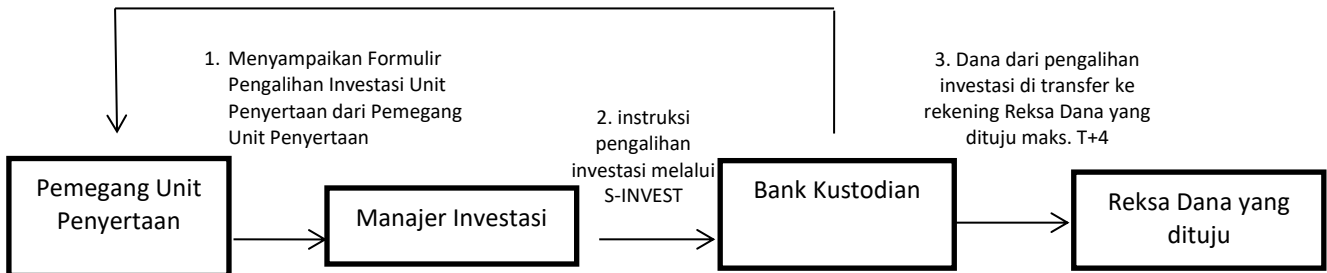 1. Menyampaikan Formulir
Pengalihan Investasi Unit
Penyertaan dari Pemegang
Unit Penyertaan
2. instruksi
pengalihan
investasi melalui
S-INVEST
3. Dana dari pengalihan
investasi di transfer ke
rekening Reksa Dana yang
dituju maks. T+4
Pemegang Unit
Penyertaan
Manajer Investasi
Bank Kustodian
Reksa Dana yang
dituju